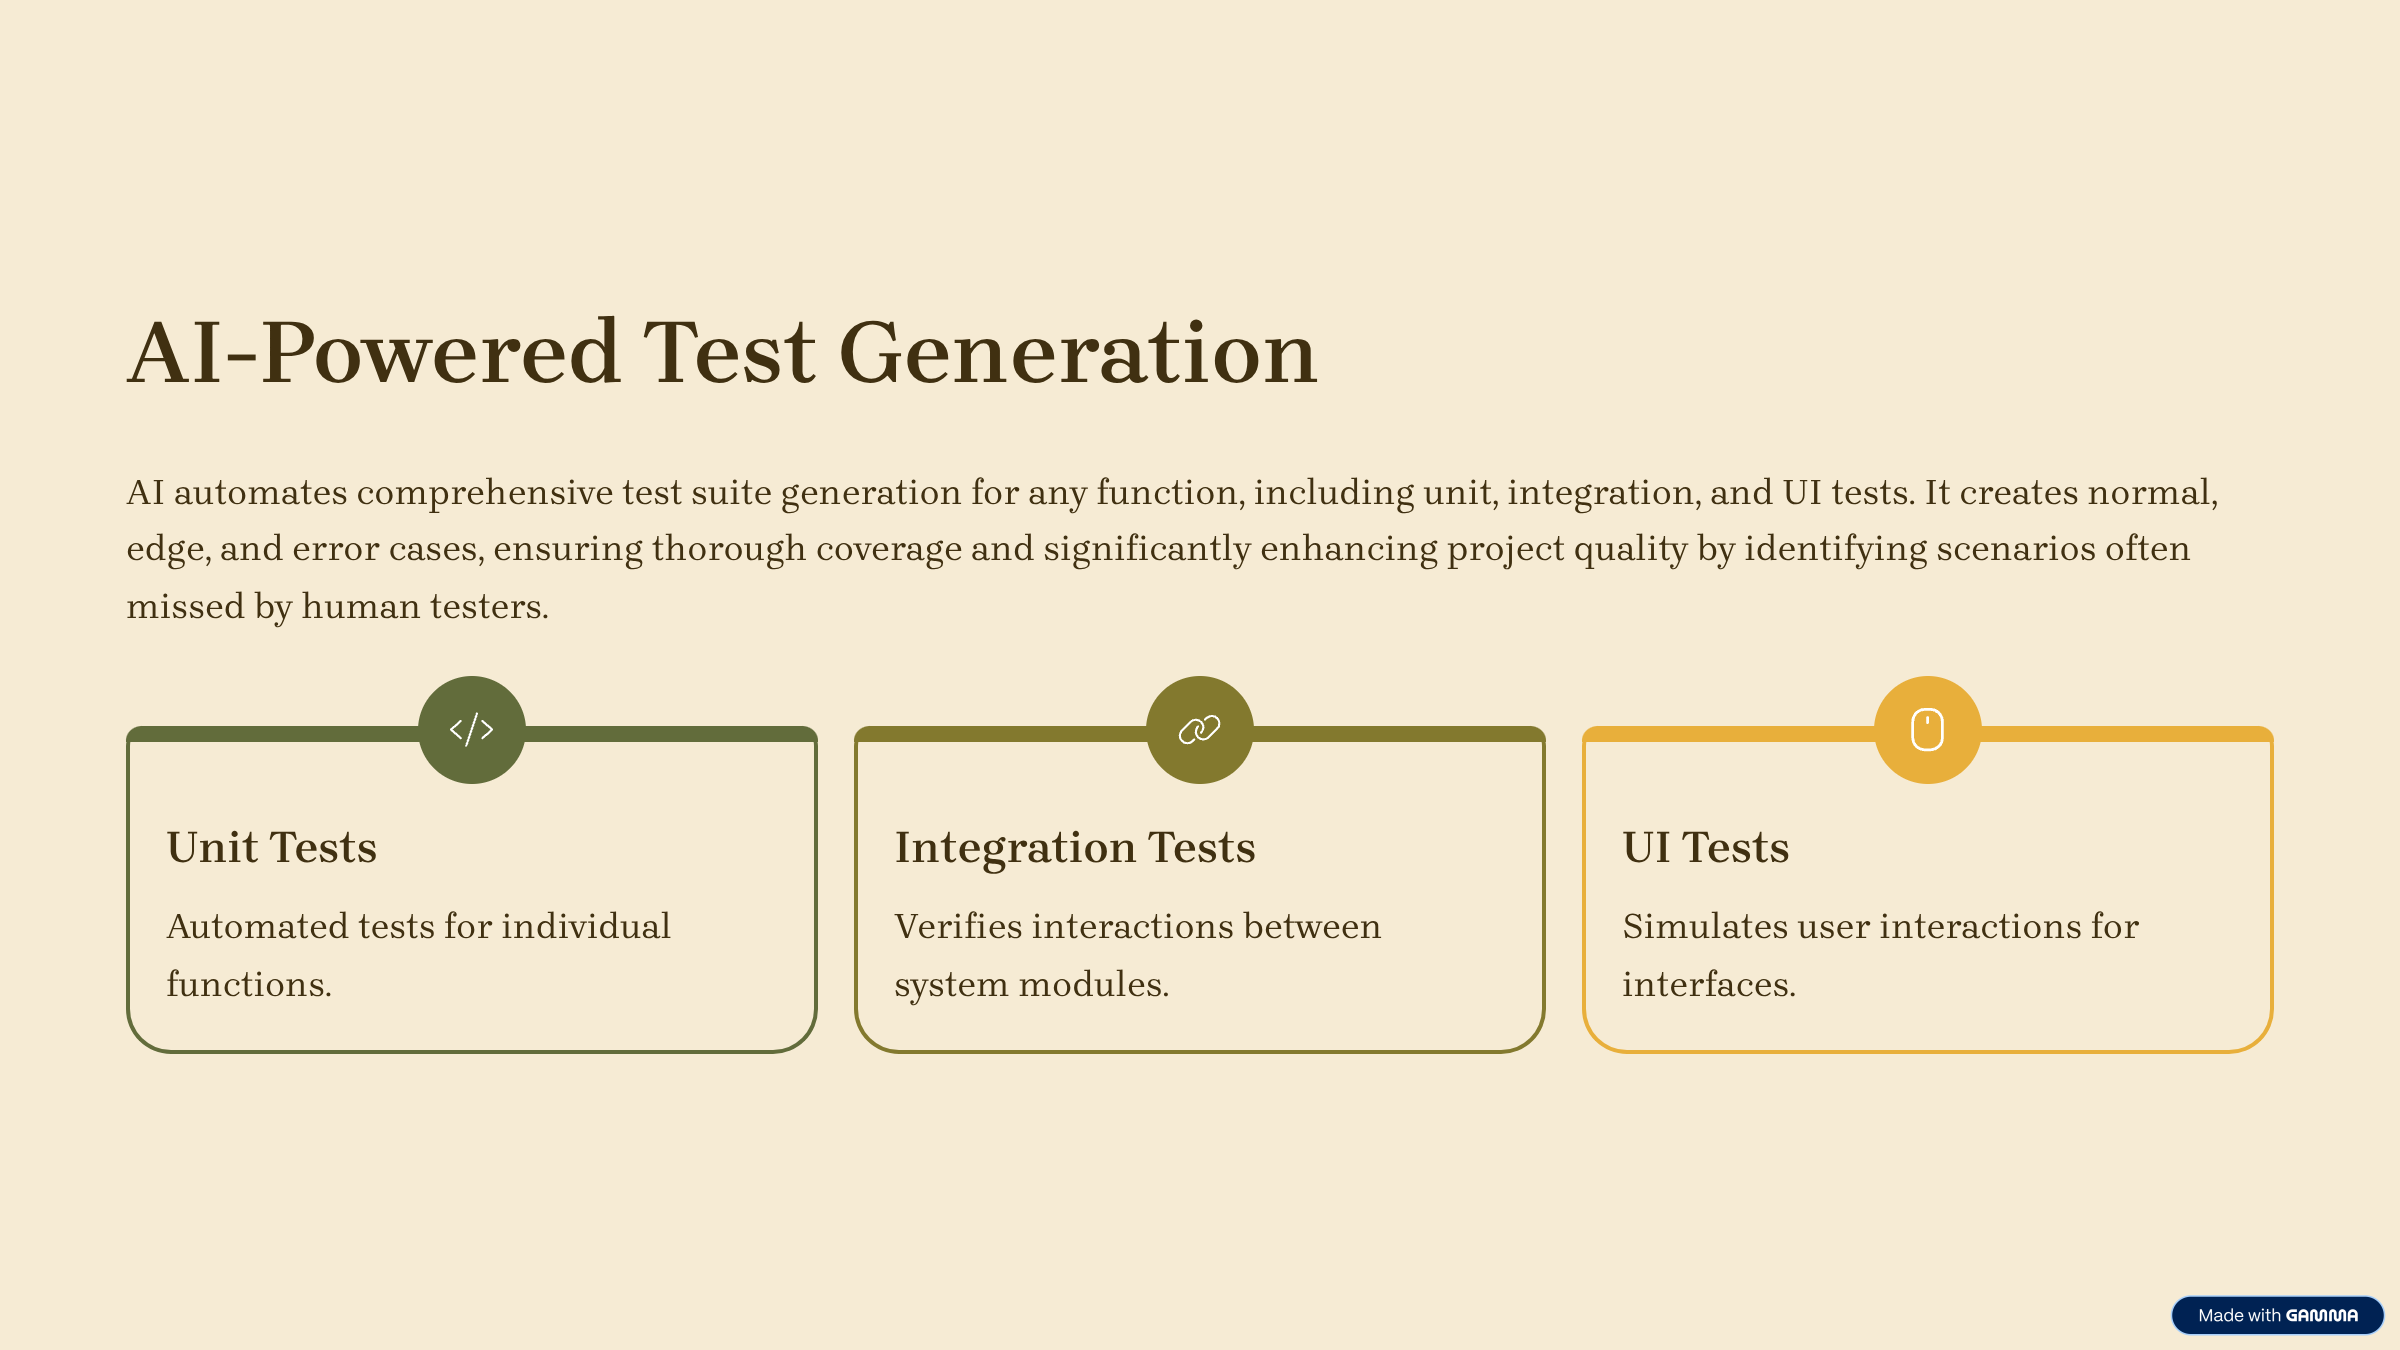 AI-Powered Test Generation
AI automates comprehensive test suite generation for any function, including unit, integration, and UI tests. It creates normal,
edge, and error cases, ensuring thorough coverage and significantly enhancing project quality by identifying scenarios often
missed by human testers.
Unit Tests
Automated tests for individual
functions.
Integration Tests
Verifies interactions between
system modules.
UI Tests
Simulates user interactions for
interfaces.
Made with GAMMA